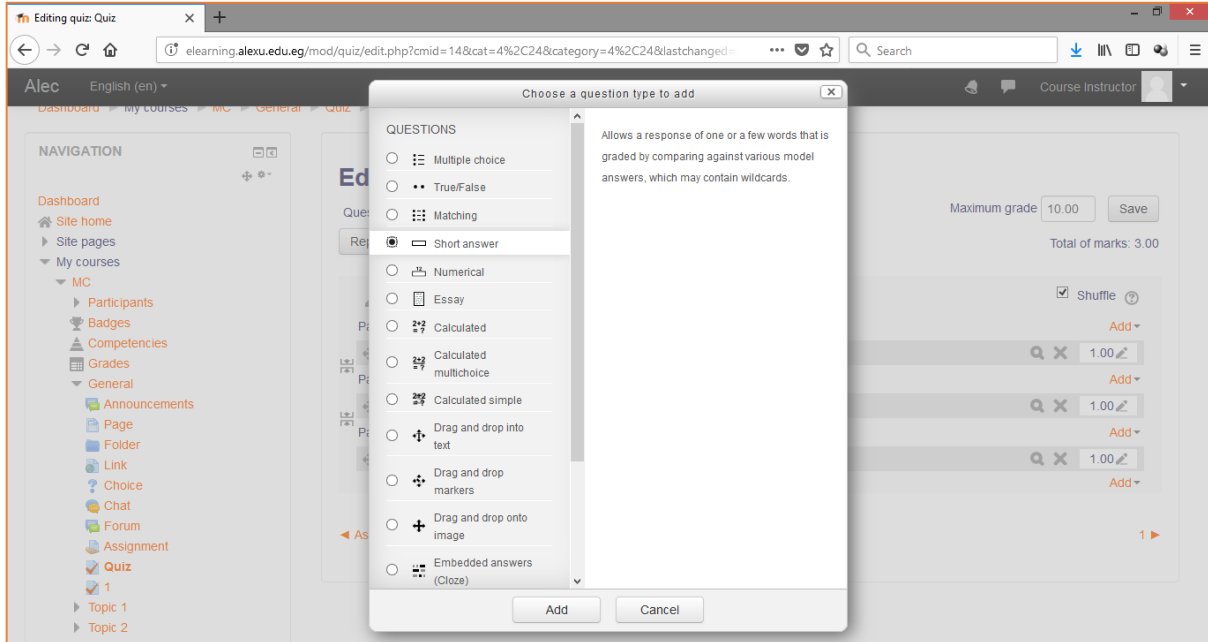 Editing quiz: Quiz
elearning.alexu.edu.eg/mod/quiz/edit.php?cmid=14&cat=4%2C24&category=4%2C24&lastchanged=
Search
Alec English (en)
Course Instructor
Dashboard My courses MC General Quiz
Choose a question type to add
NAVIGATION
Dashboard
Site home
Site pages
My courses
MC
Participants
Badges
Competencies
Grades
General
Announcements
Page
Folder
Link
Choice
Chat
Forum
Assignment
Quiz
1
Topic 1
Topic 2
Ed
Ques
Rep
Pa
Pa
Pa
As
QUESTIONS
Multiple choice
True/False
Matching
Short answer
Numerical
Essay
2+2
= ?
Calculated
2+2
= ?
Calculated
multichoice
2+2
= ?
Calculated simple
Drag and drop into
text
Drag and drop
markers
Drag and drop onto
image
Embedded answers
(Cloze)
Allows a response of one or a few words that is
graded by comparing against various model
answers, which may contain wildcards.
Add Cancel
Maximum grade 10.00 Save
Total of marks: 3.00
Shuffle
Add
1.00
Add
1.00
Add
1.00
Add
1